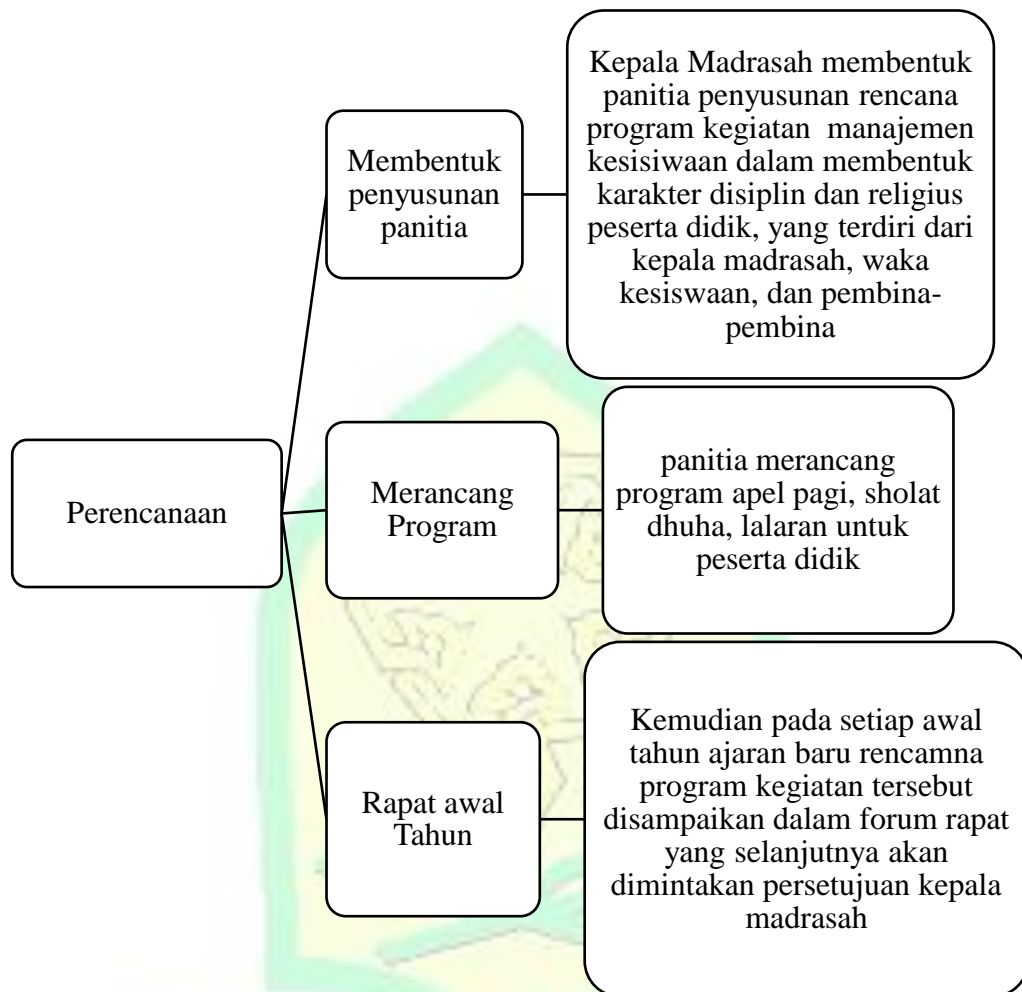 Perencanaan
Membentuk
penyusunan
panitia
Kepala Madrasah membentuk
panitia penyusunan rencana
program kegiatan manajemen
kesisiwaan dalam membentuk
karakter disiplin dan religius
peserta didik, yang terdiri dari
kepala madrasah, waka
kesiswaan, dan pembina-
pembina
Merancang
Program
panitia merancang
program apel pagi, sholat
dhuha, lalaran untuk
peserta didik
Rapat awal
Tahun
Kemudian pada setiap awal
tahun ajaran baru rencamna
program kegiatan tersebut
disampaikan dalam forum rapat
yang selanjutnya akan
dimintakan persetujuan kepala
madrasah